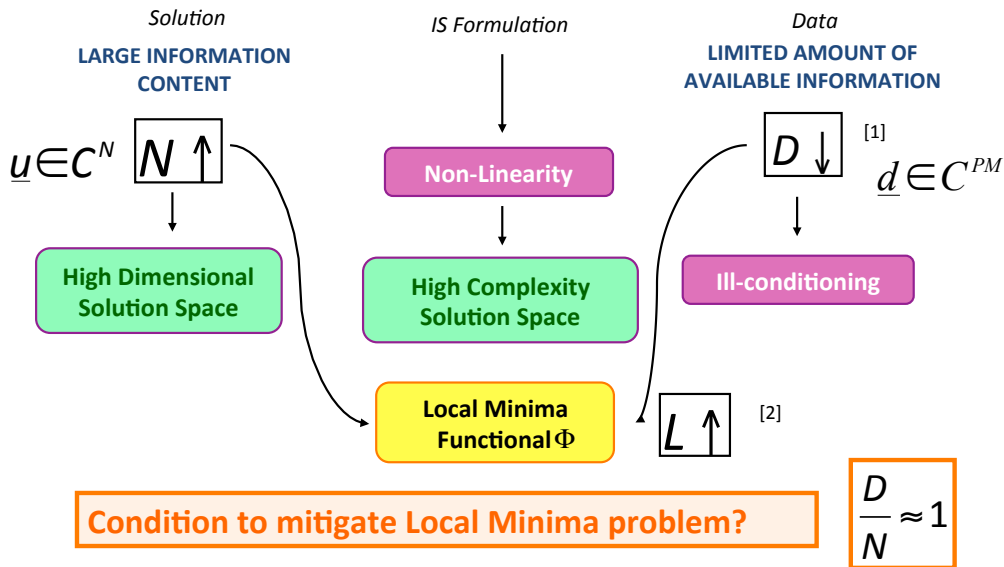 Solution
LARGE INFORMATION
CONTENT
u∈C^N
N ↑
High Dimensional
Solution Space
IS Formulation
Non-Linearity
High Complexity
Solution Space
Data
LIMITED AMOUNT OF
AVAILABLE INFORMATION
D ↓
[1]
d∈C^PM
Ill-conditioning
Local Minima
Functional Φ
L ↑
[2]
Condition to mitigate Local Minima problem?
D/N ≈ 1